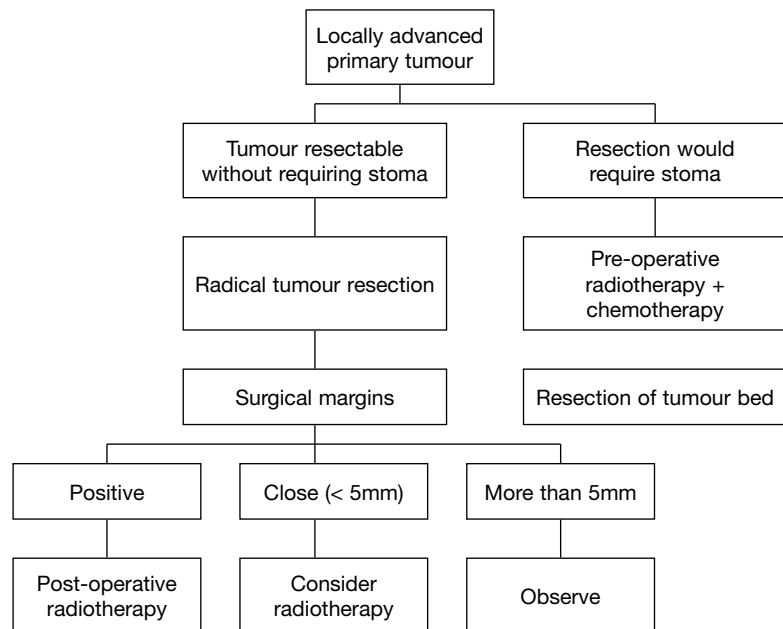 Locally advanced
primary tumour
Tumour resectable
without requiring stoma
Resection would
require stoma
Radical tumour resection
Pre-operative
radiotherapy +
chemotherapy
Surgical margins
Resection of tumour bed
Positive
Close (< 5mm)
More than 5mm
Post-operative
radiotherapy
Consider
radiotherapy
Observe